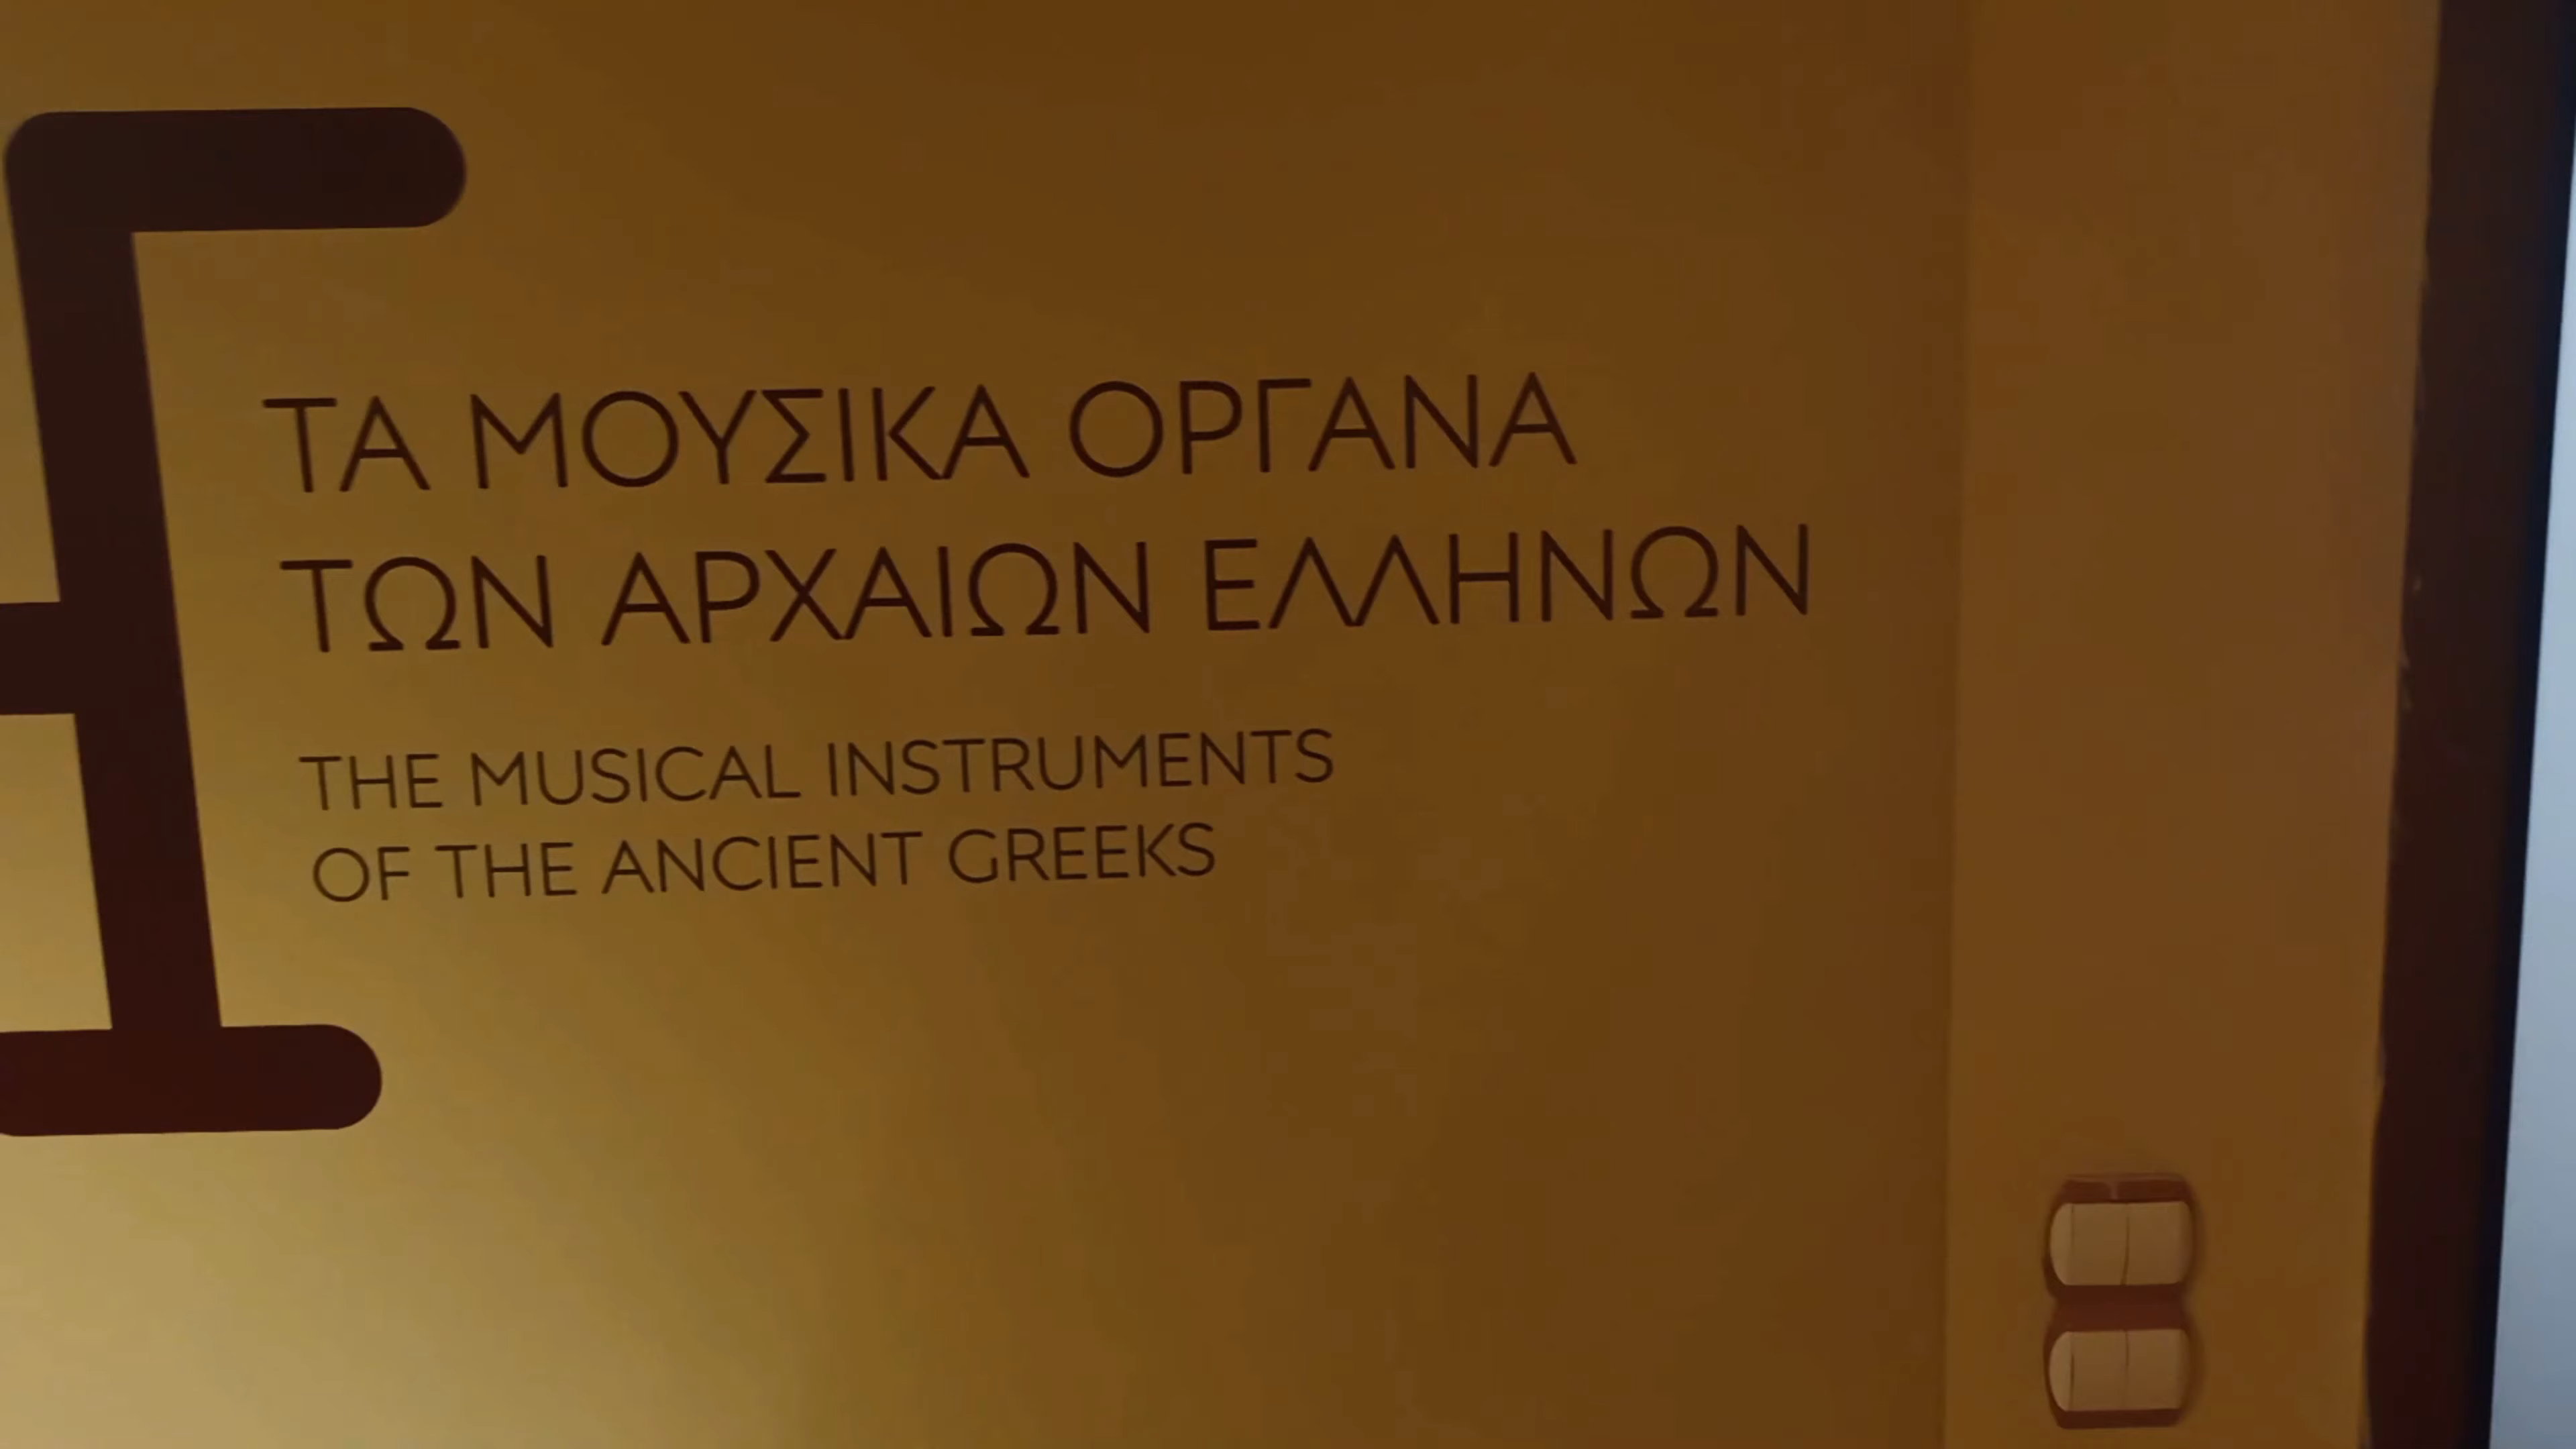 ΤΑ ΜΟΥΣΙΚΑ ΟΡΓΑΝΑ
ΤΩΝ ΑΡΧΑΙΩΝ ΕΛΛΗΝΩΝ
THE MUSICAL INSTRUMENTS
OF THE ANCIENT GREEKS